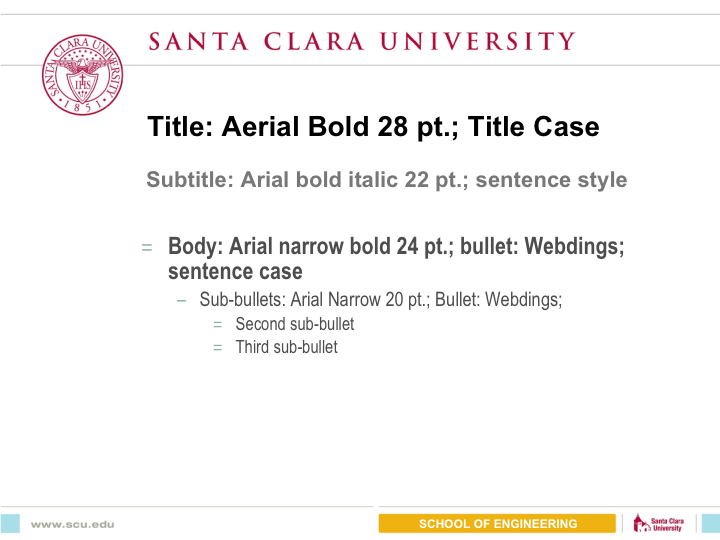 SANTA CLARA UNIVERSITY
SANTA CLARA UNIVERSITY
IHS
1851
Title: Aerial Bold 28 pt.; Title Case
Subtitle: Arial bold italic 22 pt.; sentence style
= Body: Arial narrow bold 24 pt.; bullet: Webdings;
sentence case
– Sub-bullets: Arial Narrow 20 pt.; Bullet: Webdings;
= Second sub-bullet
= Third sub-bullet
www.scu.edu
SCHOOL OF ENGINEERING
Santa Clara
University